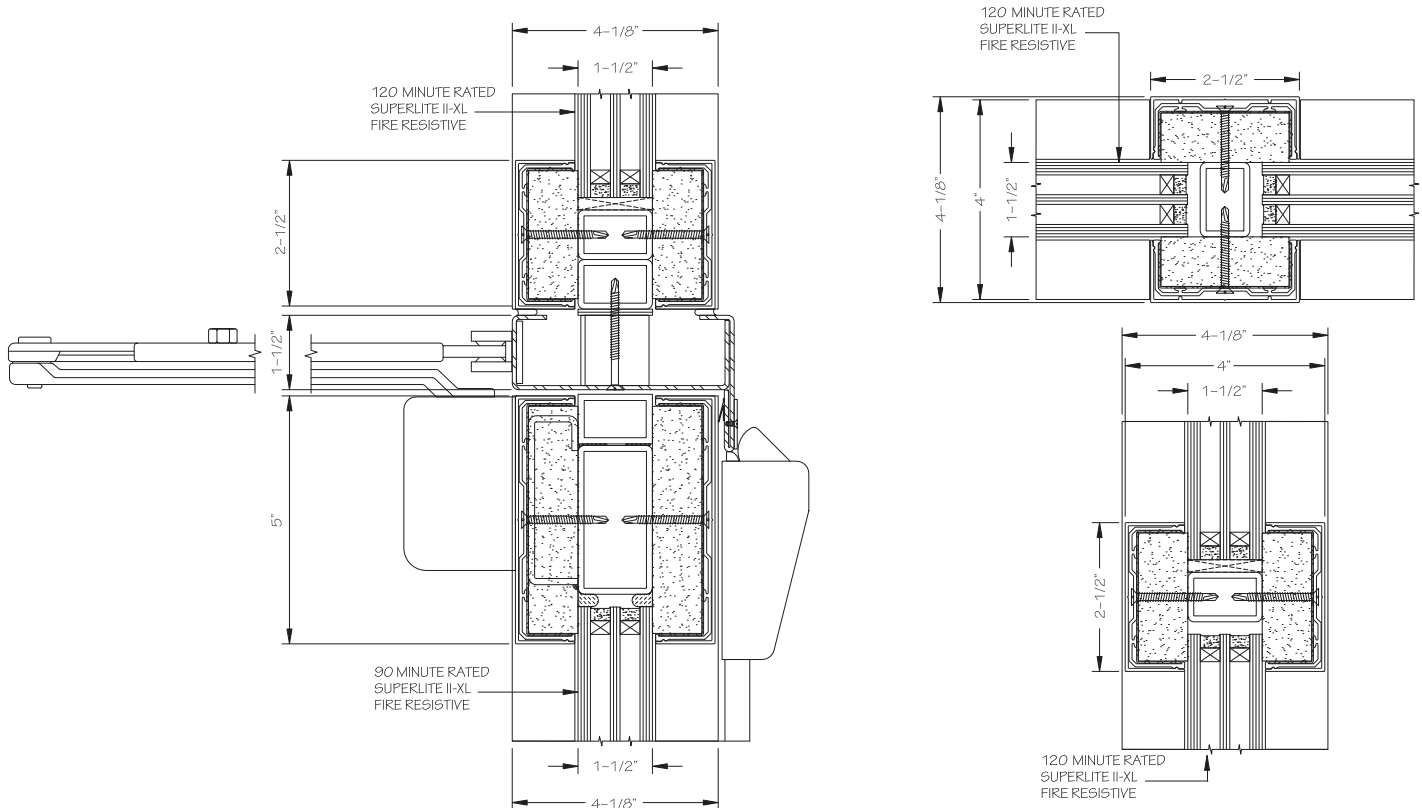 4-1/8"
1-1/2"
120 MINUTE RATED
SUPERLITE II-XL
FIRE RESISTIVE
2-1/2"
1-1/2"
5"
90 MINUTE RATED
SUPERLITE II-XL
FIRE RESISTIVE
1-1/2"
4-1/8"
120 MINUTE RATED
SUPERLITE II-XL
FIRE RESISTIVE
2-1/2"
4-1/8"
4"
1-1/2"
4-1/8"
4"
1-1/2"
2-1/2"
120 MINUTE RATED
SUPERLITE II-XL
FIRE RESISTIVE